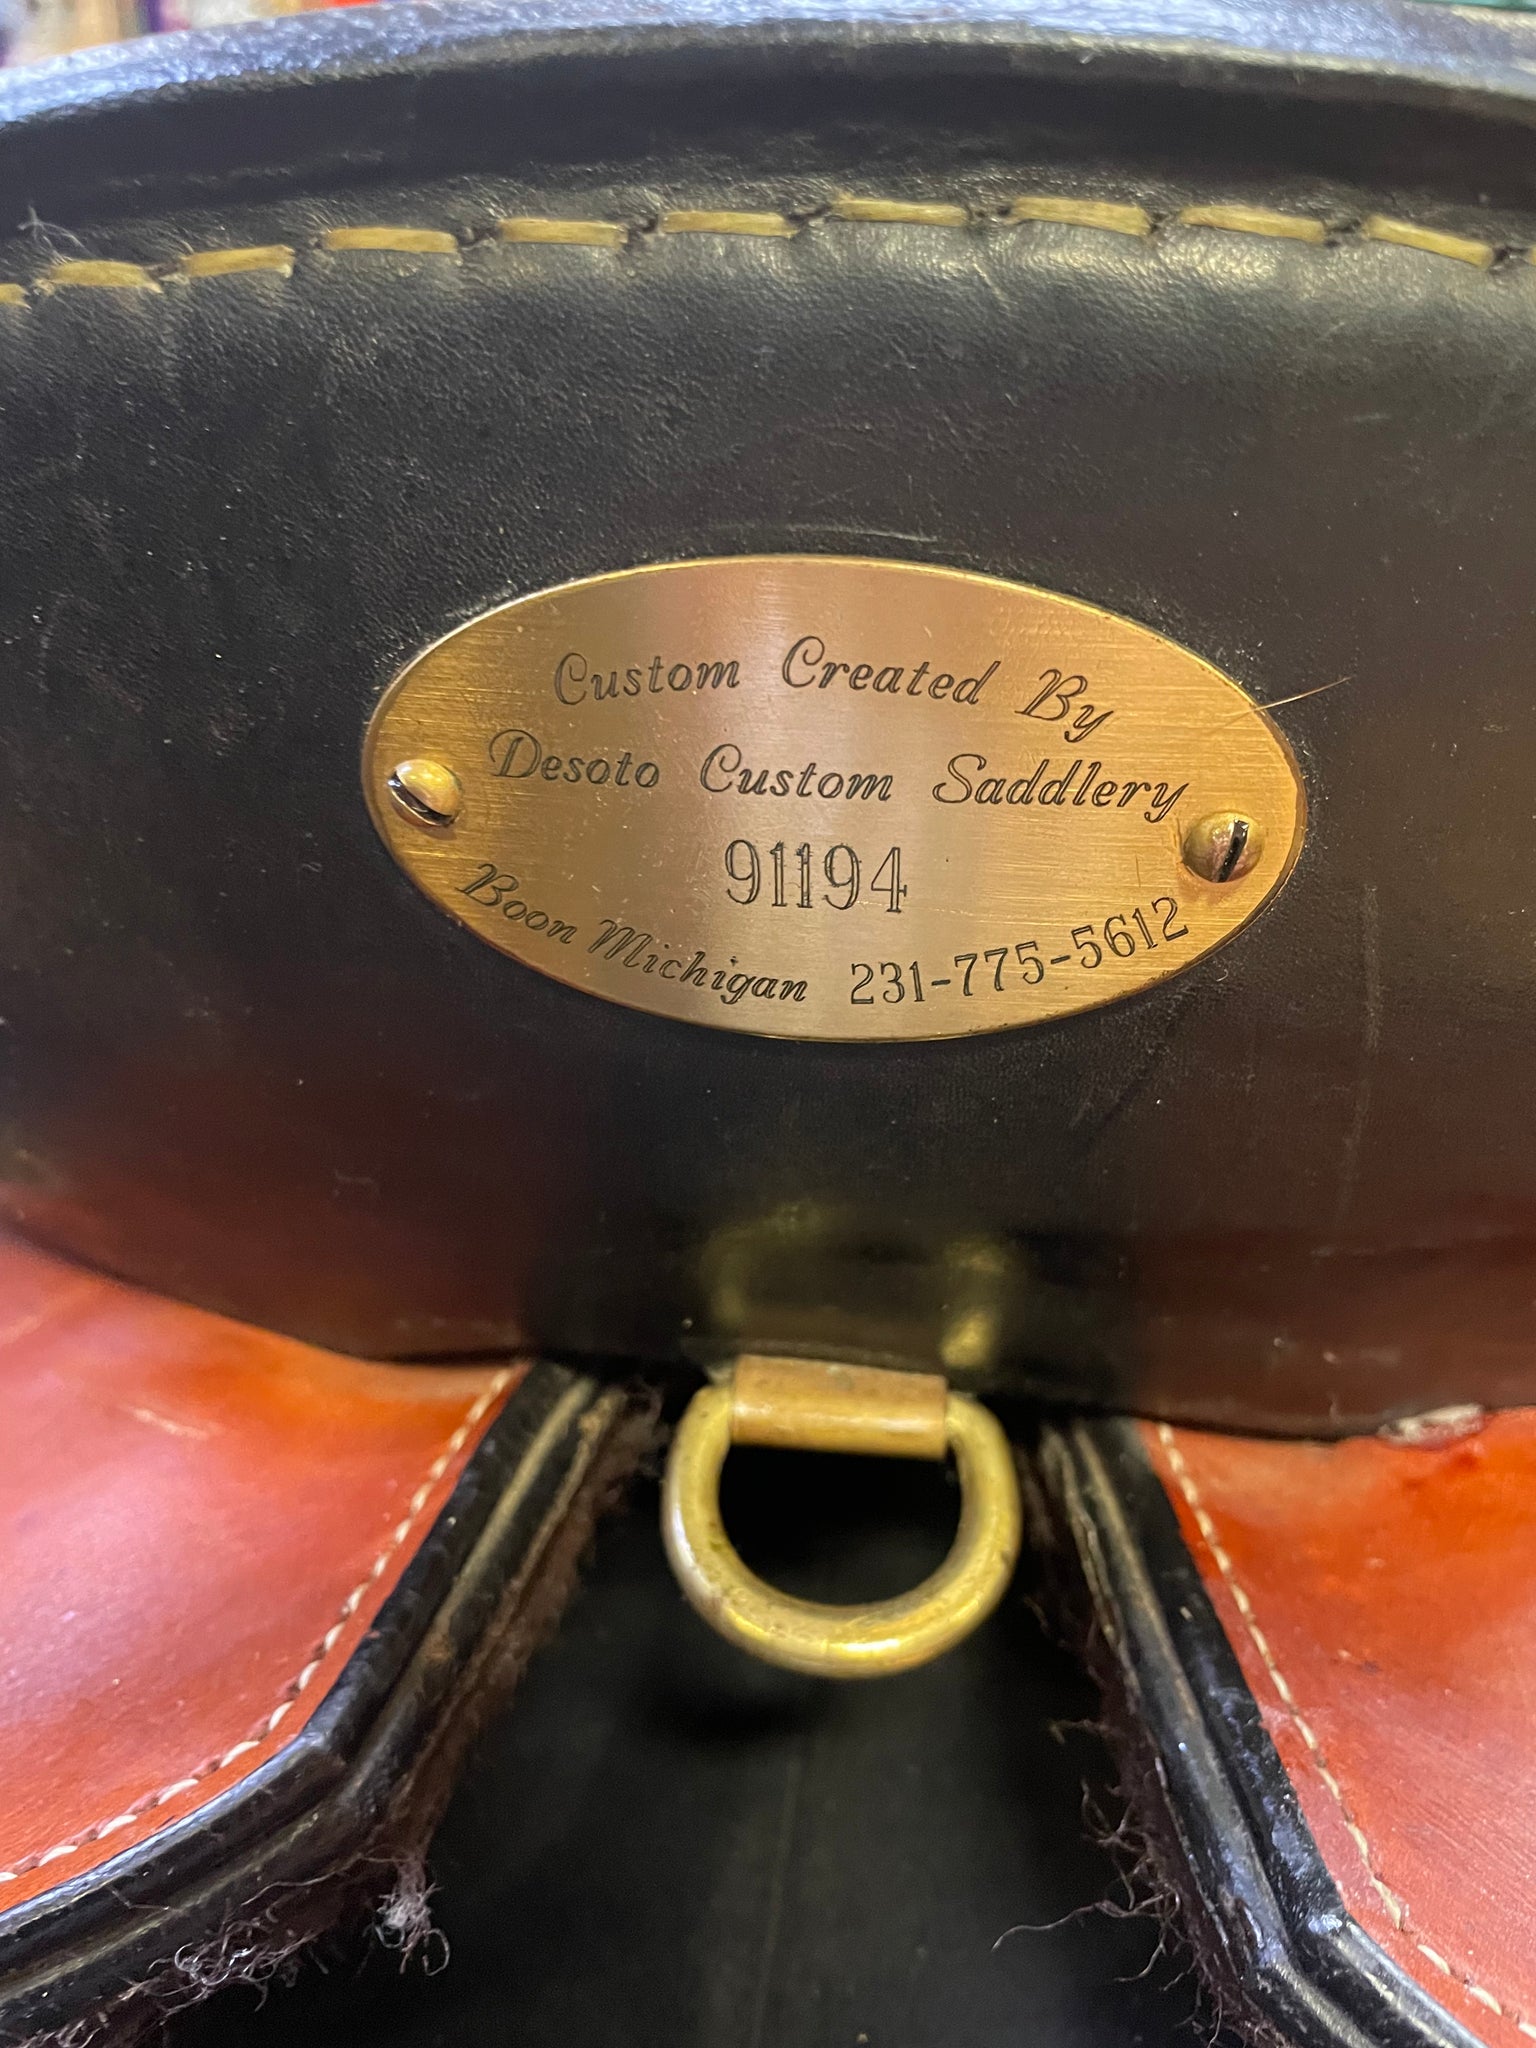 Custom Created By
Desoto Custom Saddlery
91194
Boon Michigan 231-775-5612